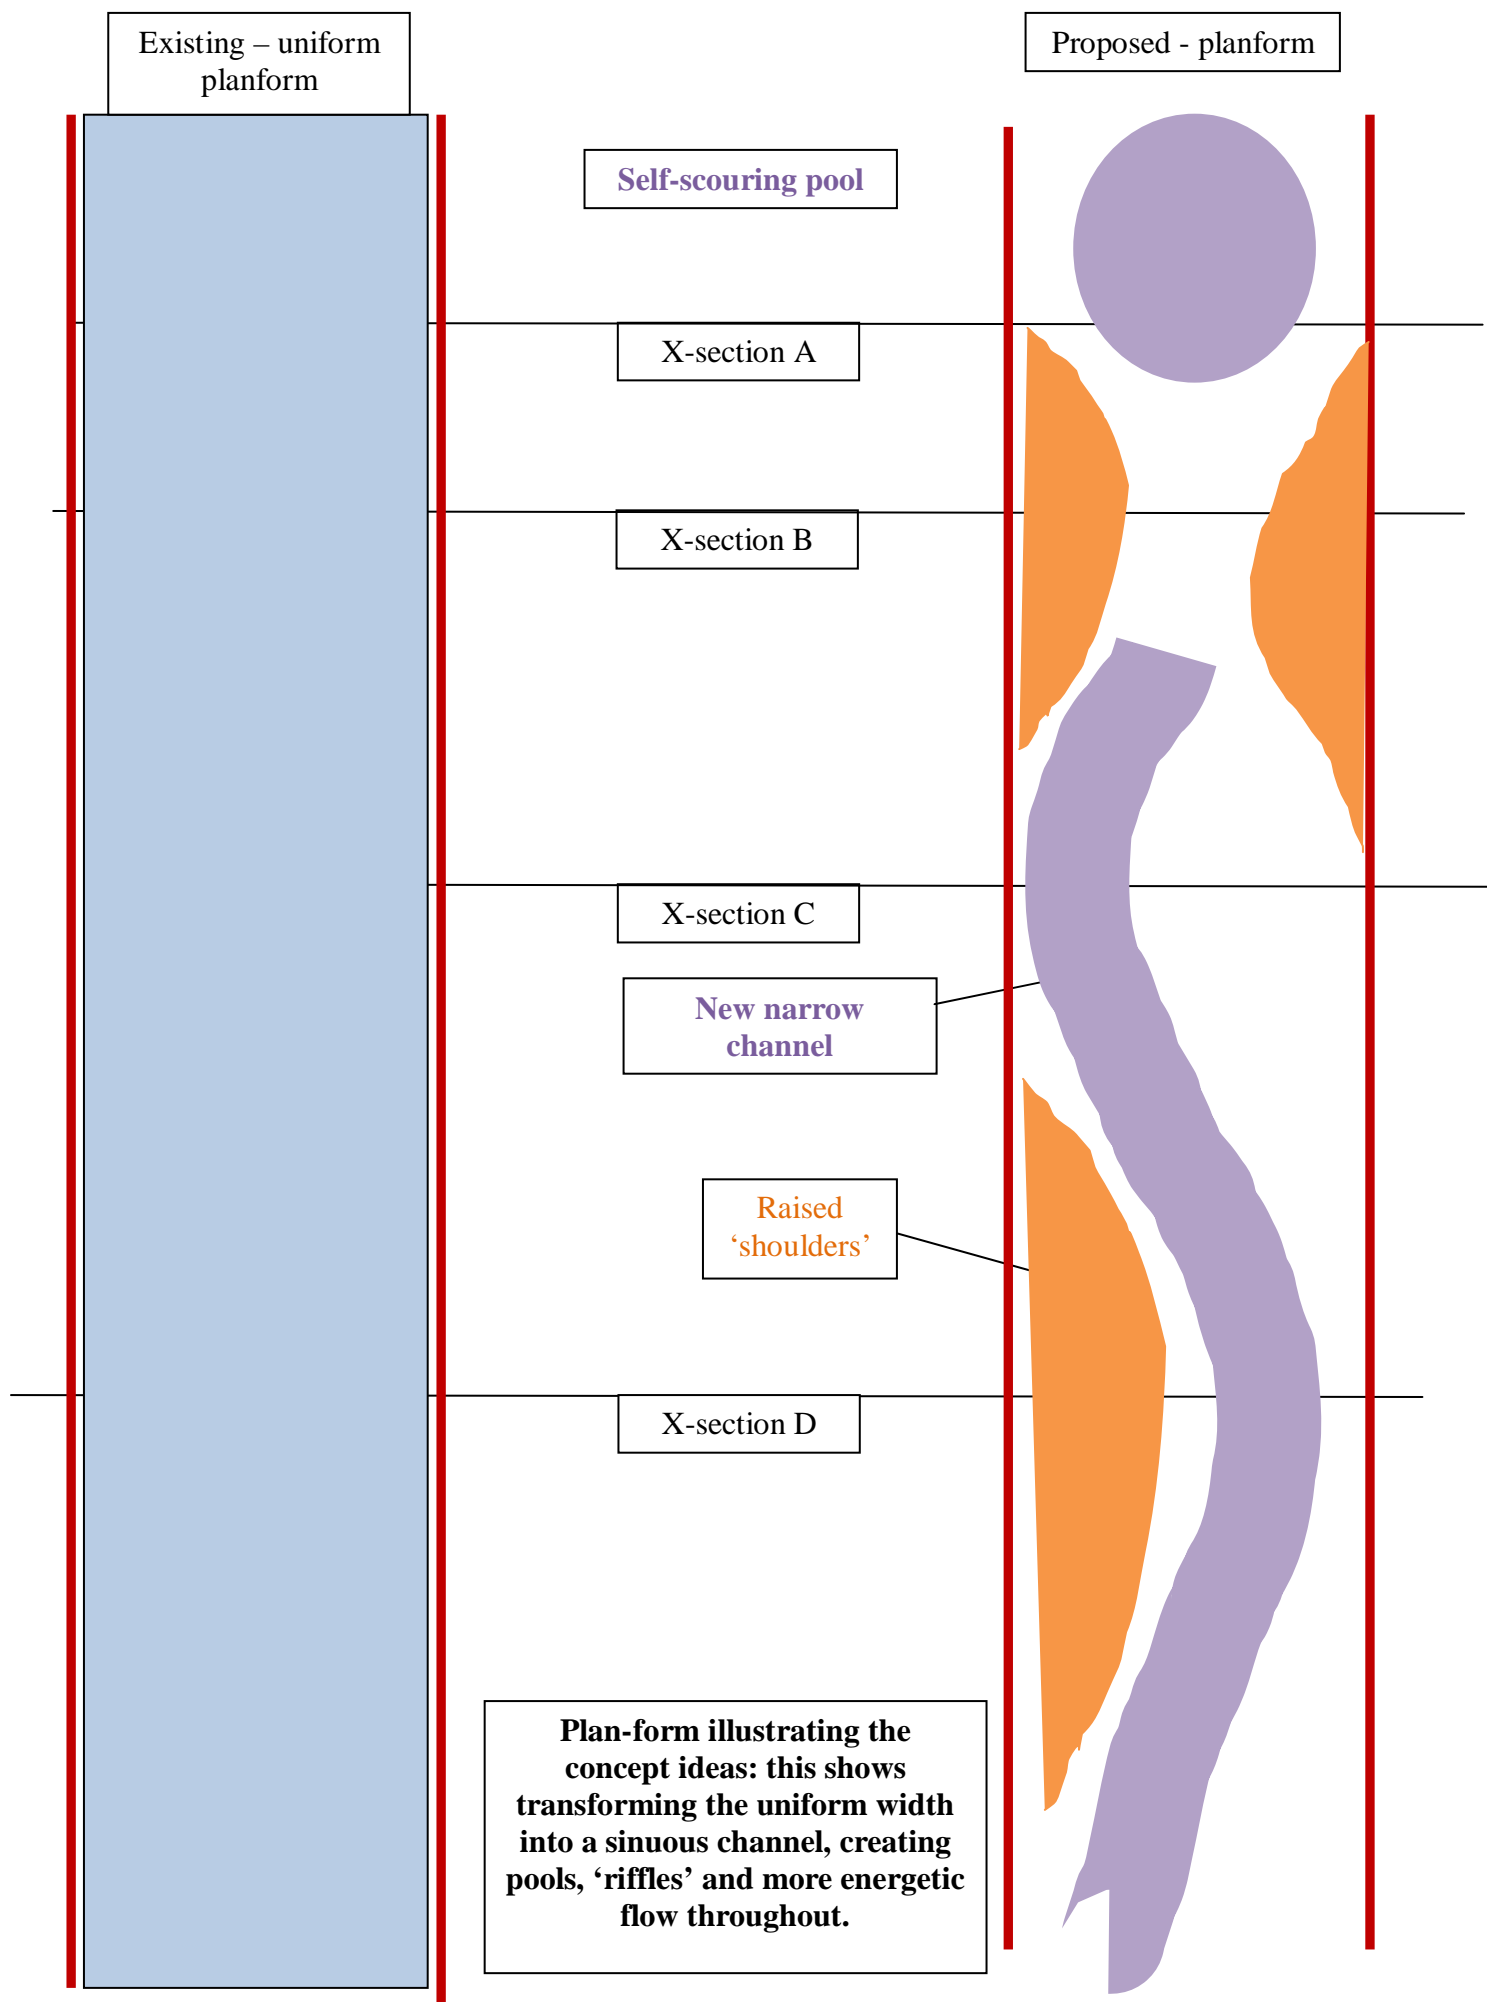 Existing – uniform
planform
Proposed - planform
Self-scouring pool
X-section A
X-section B
X-section C
New narrow
channel
Raised
‘shoulders’
X-section D
Plan-form illustrating the
concept ideas: this shows
transforming the uniform width
into a sinuous channel, creating
pools, ‘riffles’ and more energetic
flow throughout.